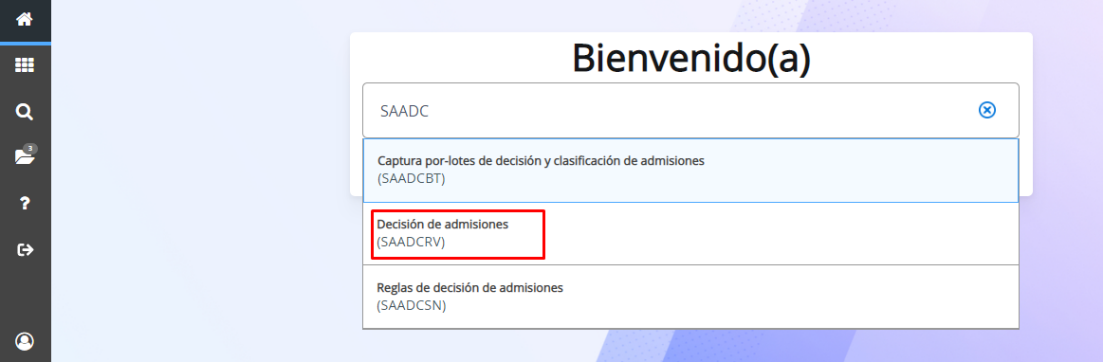 Bienvenido(a)
SAADC
Captura por-lotes de decisión y clasificación de admisiones
(SAADCBT)
Decisión de admisiones
(SAADCRV)
3
?
Reglas de decisión de admisiones
(SAADCSN)